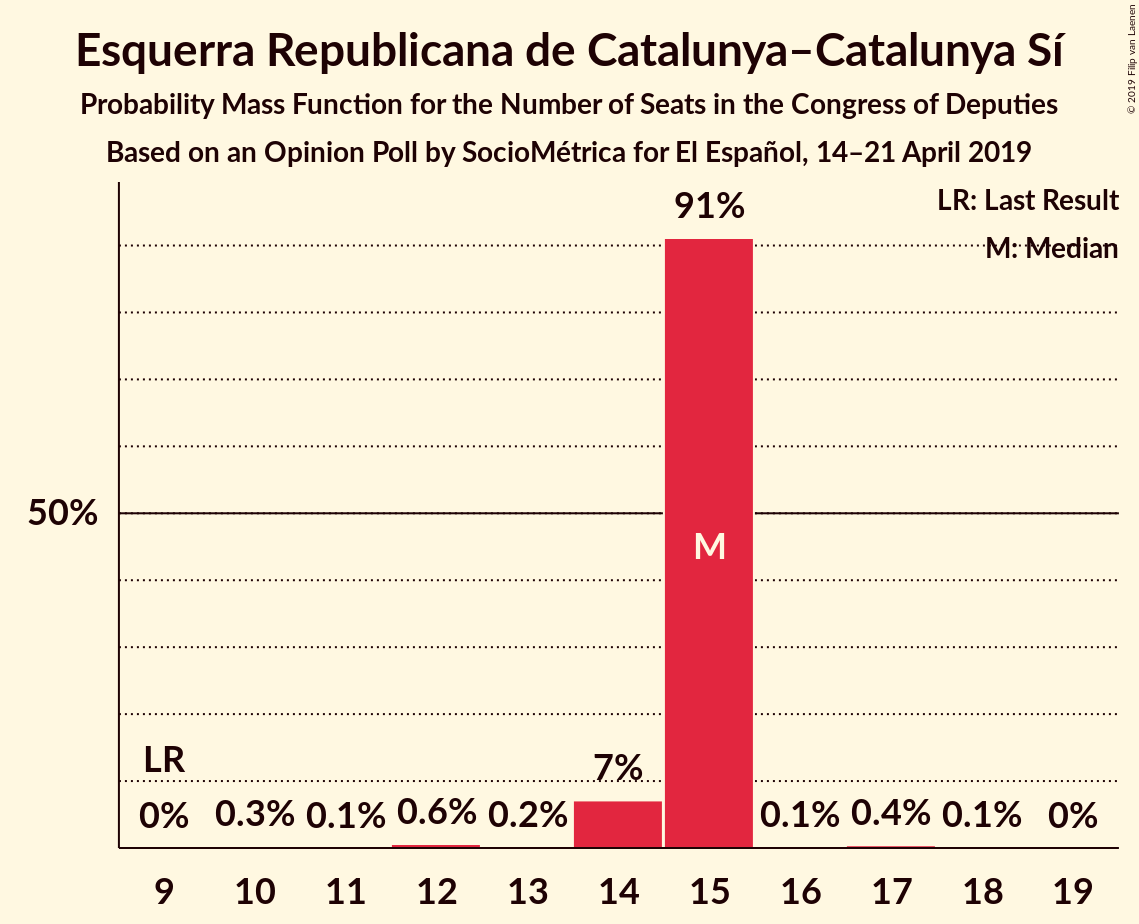 Esquerra Republicana de Catalunya–Catalunya Sí
Probability Mass Function for the Number of Seats in the Congress of Deputies
Based on an Opinion Poll by SocioMétrica for El Español, 14–21 April 2019
© 2019 Filip van Laenen
LR: Last Result
M: Median
91%
50%
M
LR
7%
0% 0.3% 0.1% 0.6% 0.2% 0.1% 0.4% 0.1% 0%
9 10 11 12 13 14 15 16 17 18 19